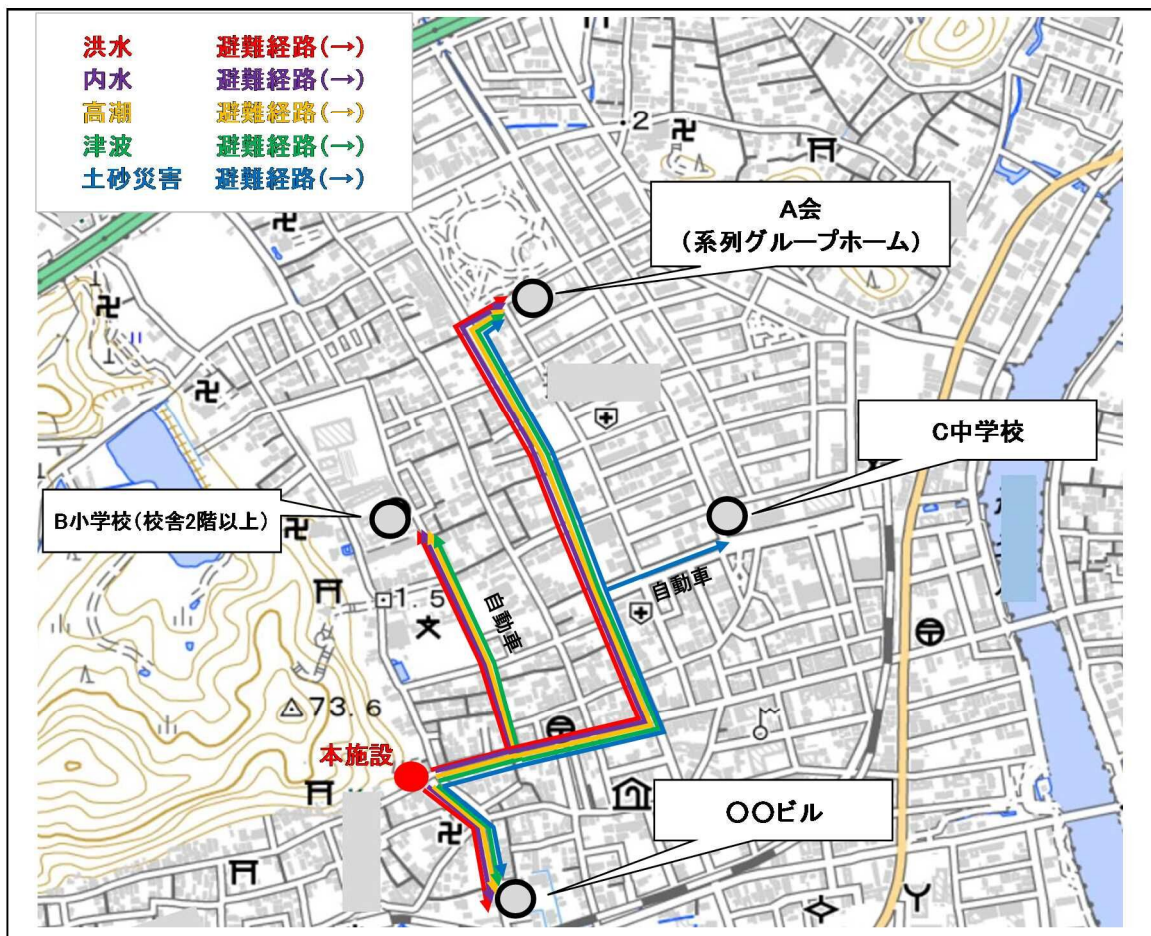 洪水 避難経路(→)
内水 避難経路(→)
高潮 避難経路(→)
津波 避難経路(→)
土砂災害 避難経路(→)
・2
A会
(系列グループホーム)
C中学校
B小学校(校舎2階以上)
自動車
自動車
1.5
73.6
本施設
〇〇ビル